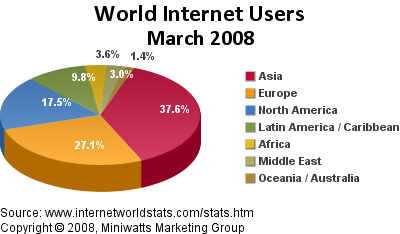 World Internet Users
March 2008
3.6%
1.4%
9.8%
3.0%
17.5%
37.6%
27.1%
Asia
Europe
North America
Latin America / Caribbean
Africa
Middle East
Oceania / Australia
Source: www.internetworldstats.com/stats.htm
Copyright © 2008, Miniwatts Marketing Group